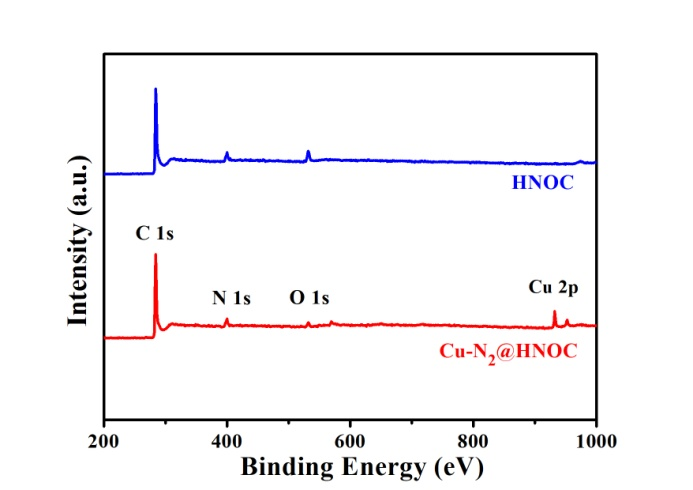 HNOC
C 1s
N 1s
O 1s
Cu 2p
Cu-N₂@HNOC
Intensity (a.u.)
200
400
600
800
1000
Binding Energy (eV)